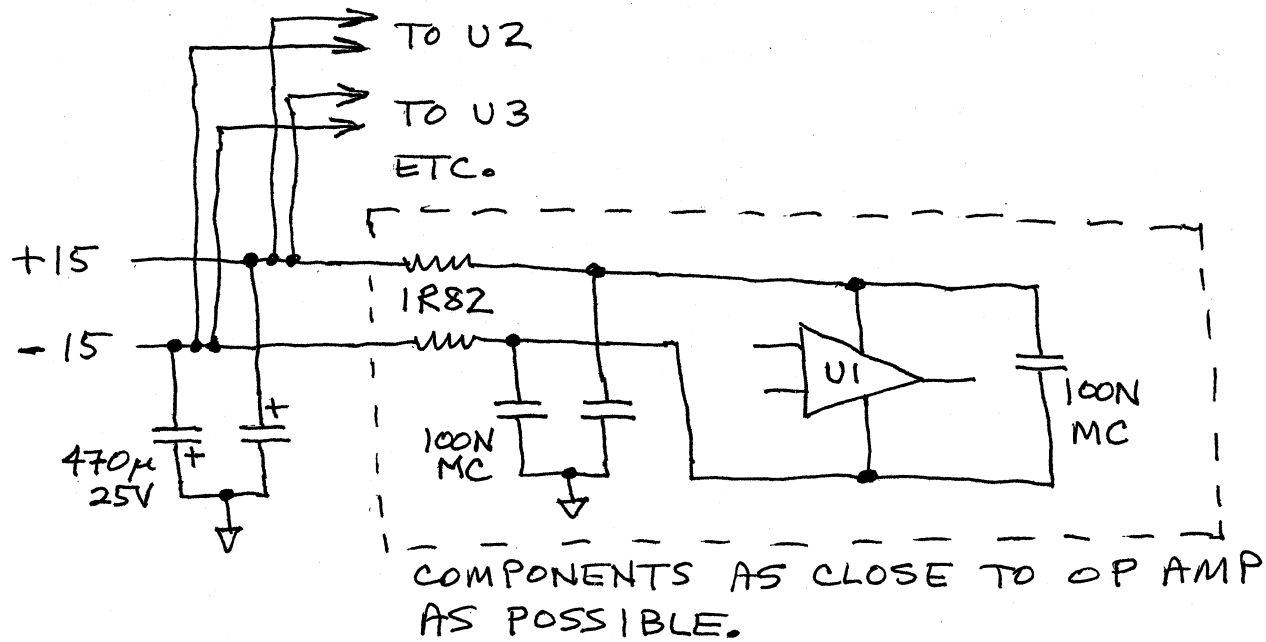 TO U2
TO U3
ETC.
+15
1R82
-15
U1
100N
MC
100N
MC
+
+
470µ
25V
COMPONENTS AS CLOSE TO OP AMP
AS POSSIBLE.